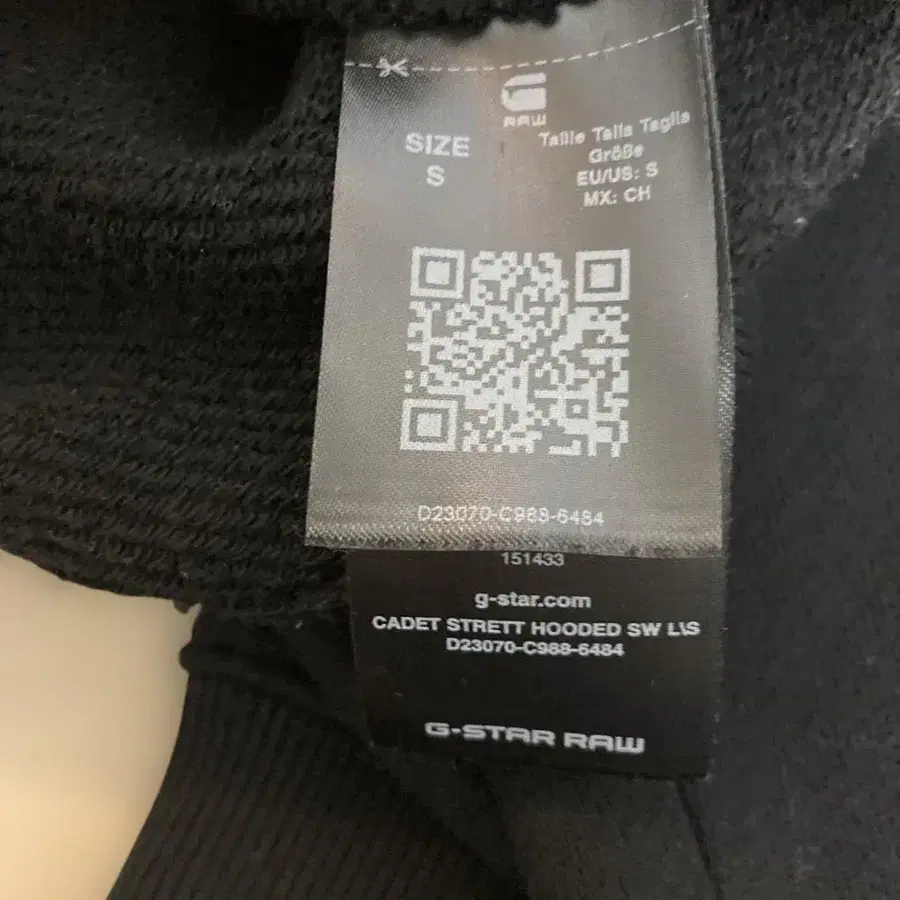 RAW
SIZE
S
Taille Talla Taglia
Größe
EU/US: S
MX: CH
D23070-C988-6484
151433
g-star.com
CADET STRETT HOODED SW L\S
D23070-C988-6484
G-STAR RAW